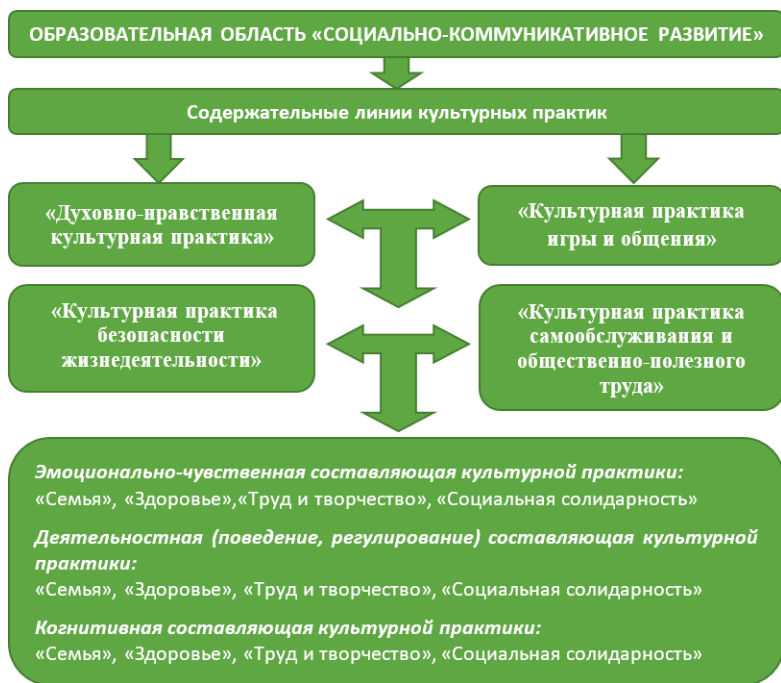 ОБРАЗОВАТЕЛЬНАЯ ОБЛАСТЬ «СОЦИАЛЬНО-КОММУНИКАТИВНОЕ РАЗВИТИЕ»
Содержательные линии культурных практик
«Духовно-нравственная
культурная практика»
«Культурная практика
игры и общения»
«Культурная практика
безопасности
жизнедеятельности»
«Культурная практика
самообслуживания и
общественно-полезного
труда»
Эмоционально-чувственная составляющая культурной практики:
«Семья», «Здоровье»,«Труд и творчество», «Социальная солидарность»
Деятельностная (поведение, регулирование) составляющая культурной
практики:
«Семья», «Здоровье», «Труд и творчество», «Социальная солидарность»
Когнитивная составляющая культурной практики:
«Семья», «Здоровье», «Труд и творчество», «Социальная солидарность»